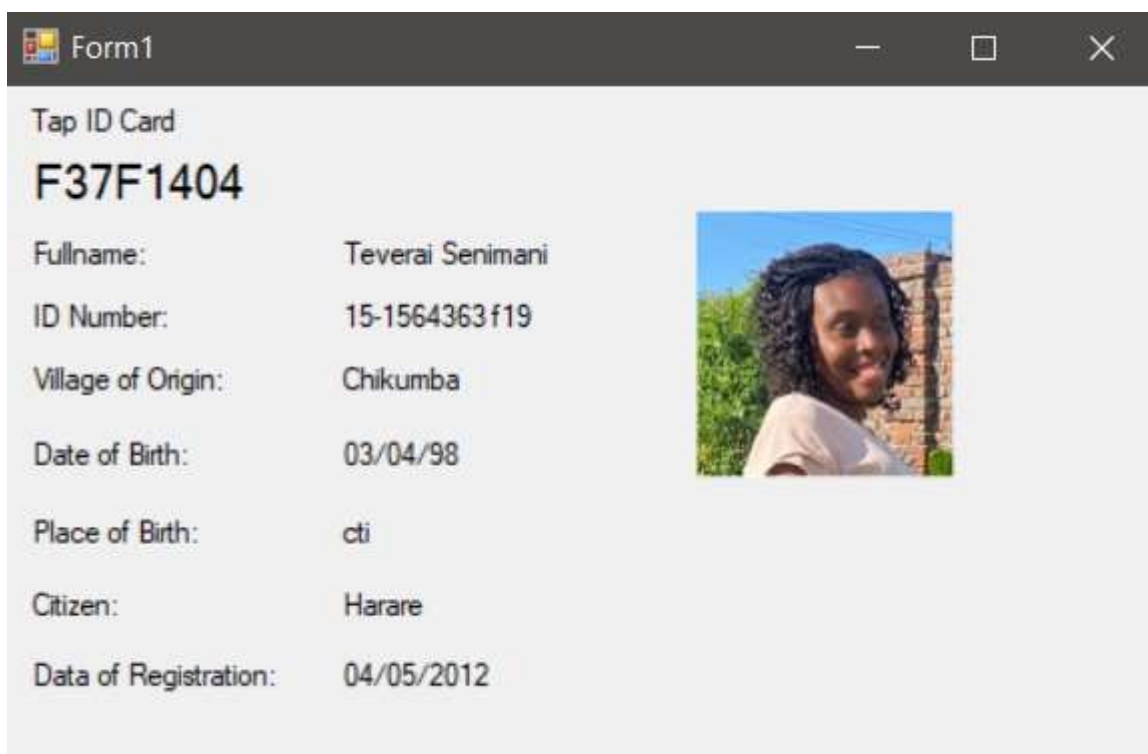 Form1
Tap ID Card
F37F1404
Fullname: Teverai Senimani
ID Number: 15-1564363f19
Village of Origin: Chikumba
Date of Birth: 03/04/98
Place of Birth: cti
Citizen: Harare
Data of Registration: 04/05/2012